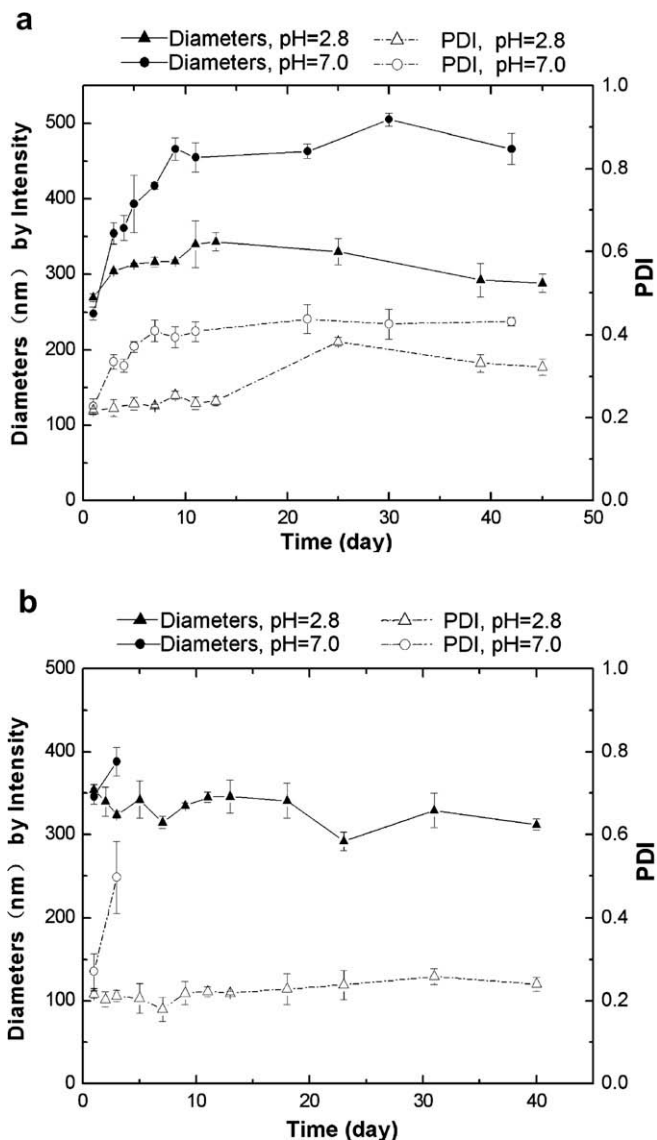 a
Diameters, pH=2.8 PDI, pH=2.8
Diameters, pH=7.0 PDI, pH=7.0
1.0
500
0.8
400
0.6
300
0.4
200
0.2
100
0 0.0
0 10 20 30 40 50
Time (day)
Diameters（nm）by Intensity
PDI
b
Diameters, pH=2.8 PDI, pH=2.8
Diameters, pH=7.0 PDI, pH=7.0
500 1.0
400 0.8
300 0.6
200 0.4
100 0.2
0 0.0
0 10 20 30 40
Time (day)
Diameters（nm）by Intensity
PDI